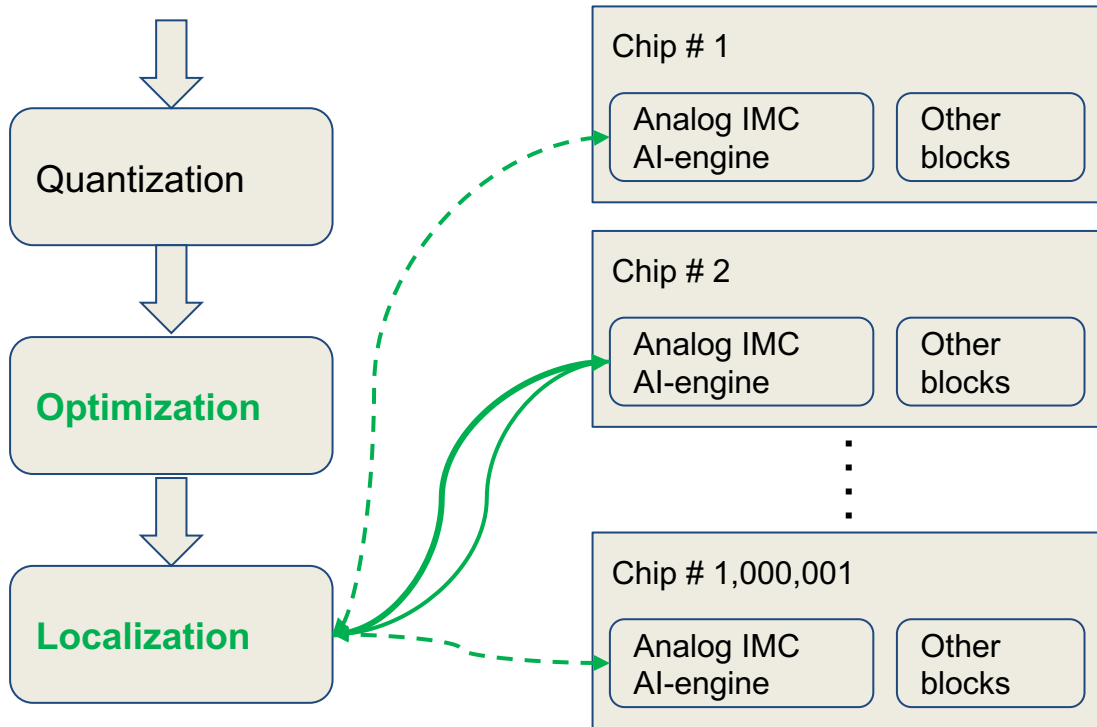 Quantization
Optimization
Localization
Chip # 1
Analog IMC
AI-engine
Other
blocks
Chip # 2
Analog IMC
AI-engine
Other
blocks
Chip # 1,000,001
Analog IMC
AI-engine
Other
blocks